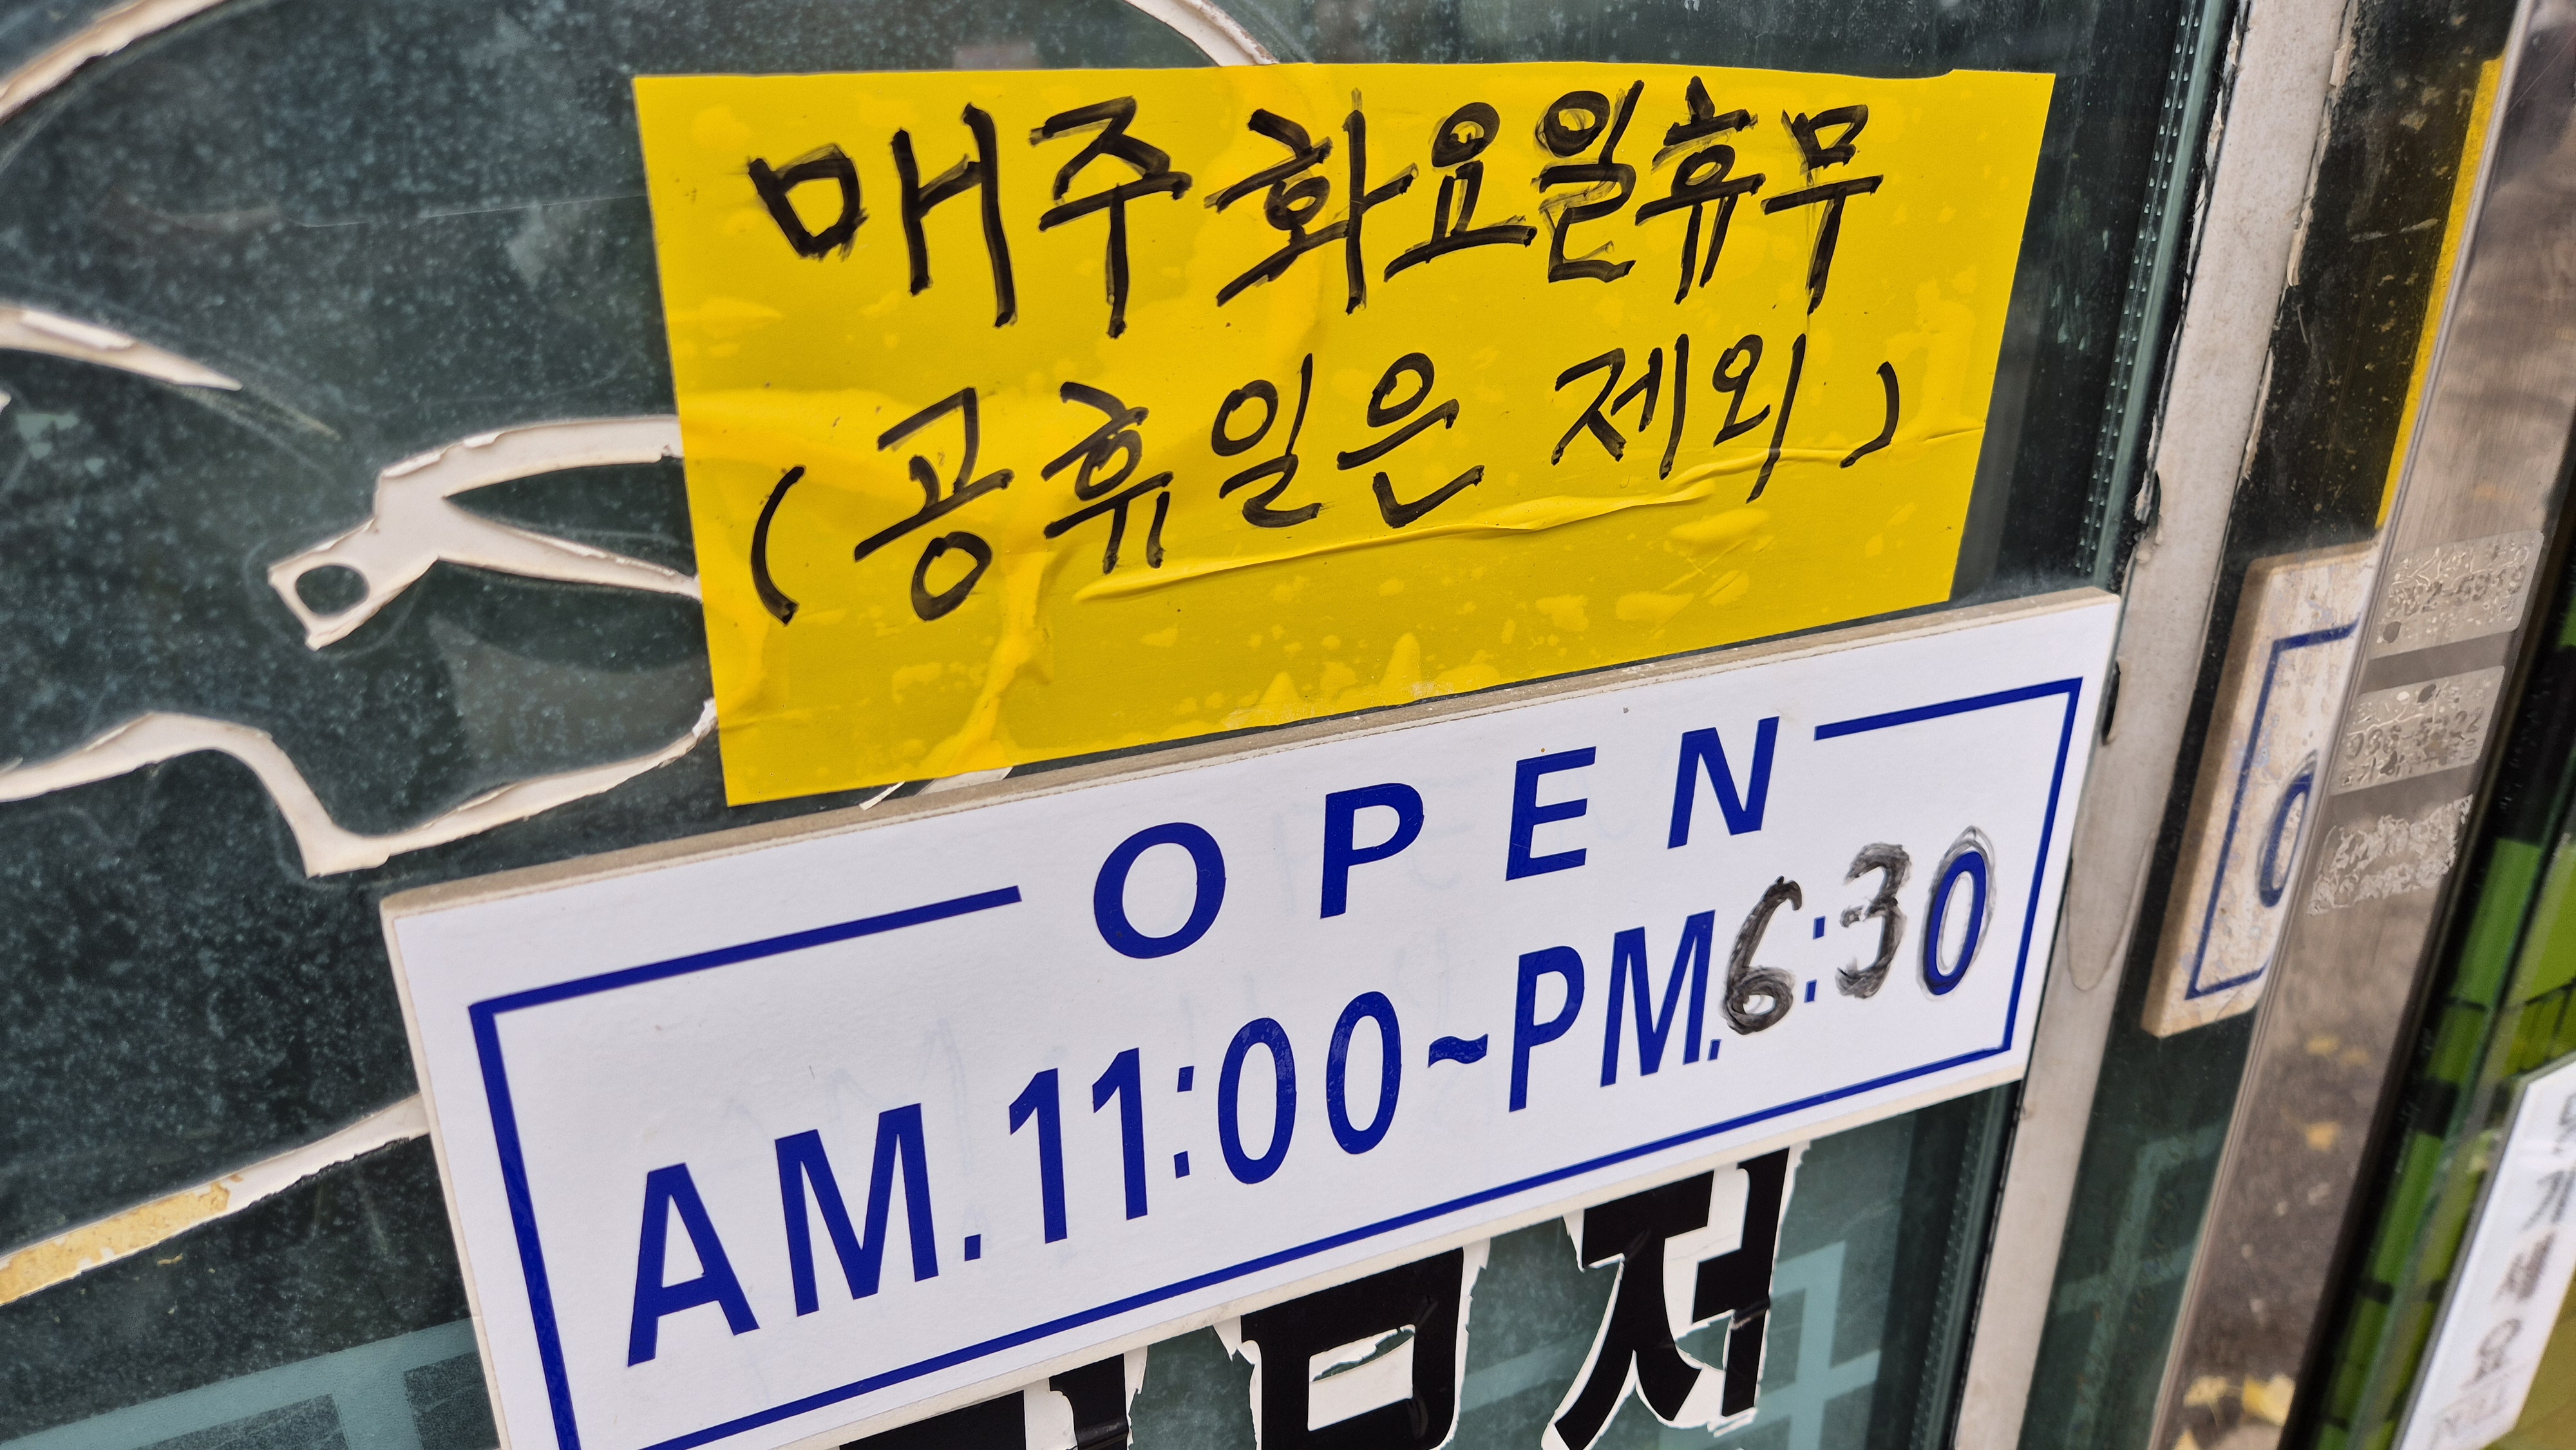 매주 화요일 휴무
(공휴일은 제외)
OPEN
AM.11:00~PM.6:30